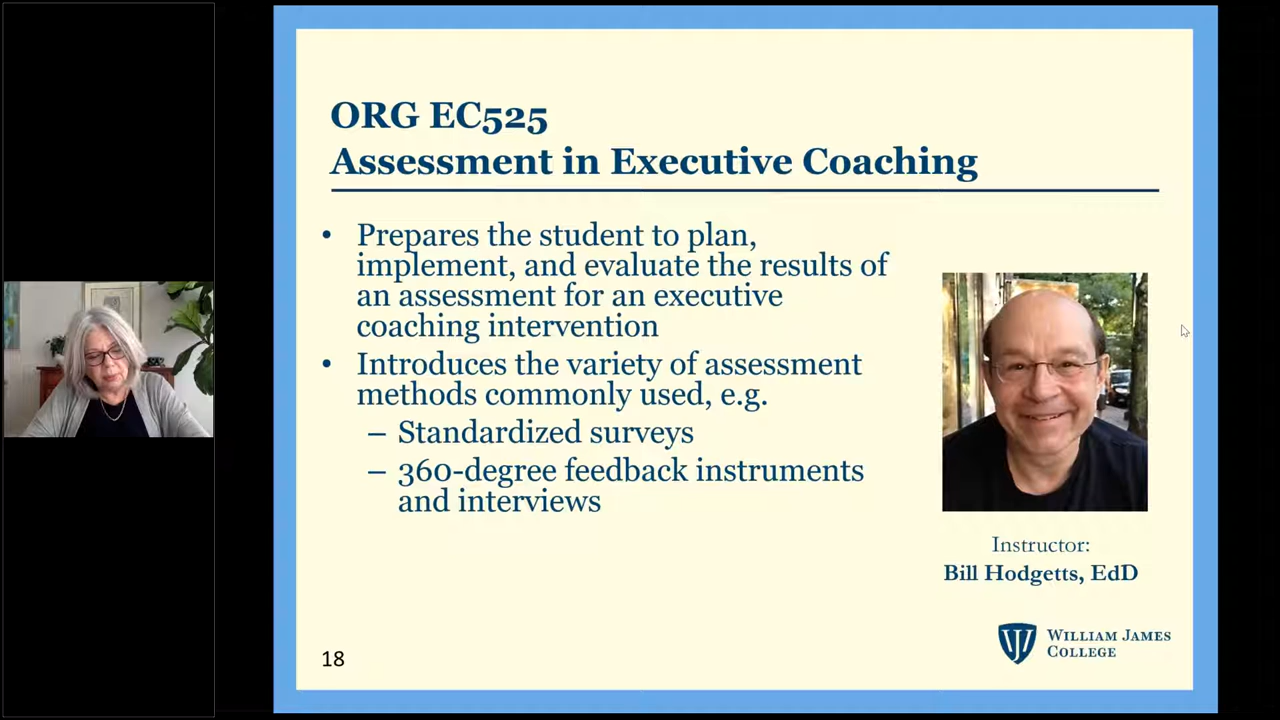 ORG EC525
Assessment in Executive Coaching
• Prepares the student to plan,
implement, and evaluate the results of
an assessment for an executive
coaching intervention
• Introduces the variety of assessment
methods commonly used, e.g.
– Standardized surveys
– 360-degree feedback instruments
and interviews
Instructor:
Bill Hodgetts, EdD
WILLIAM JAMES
COLLEGE
18